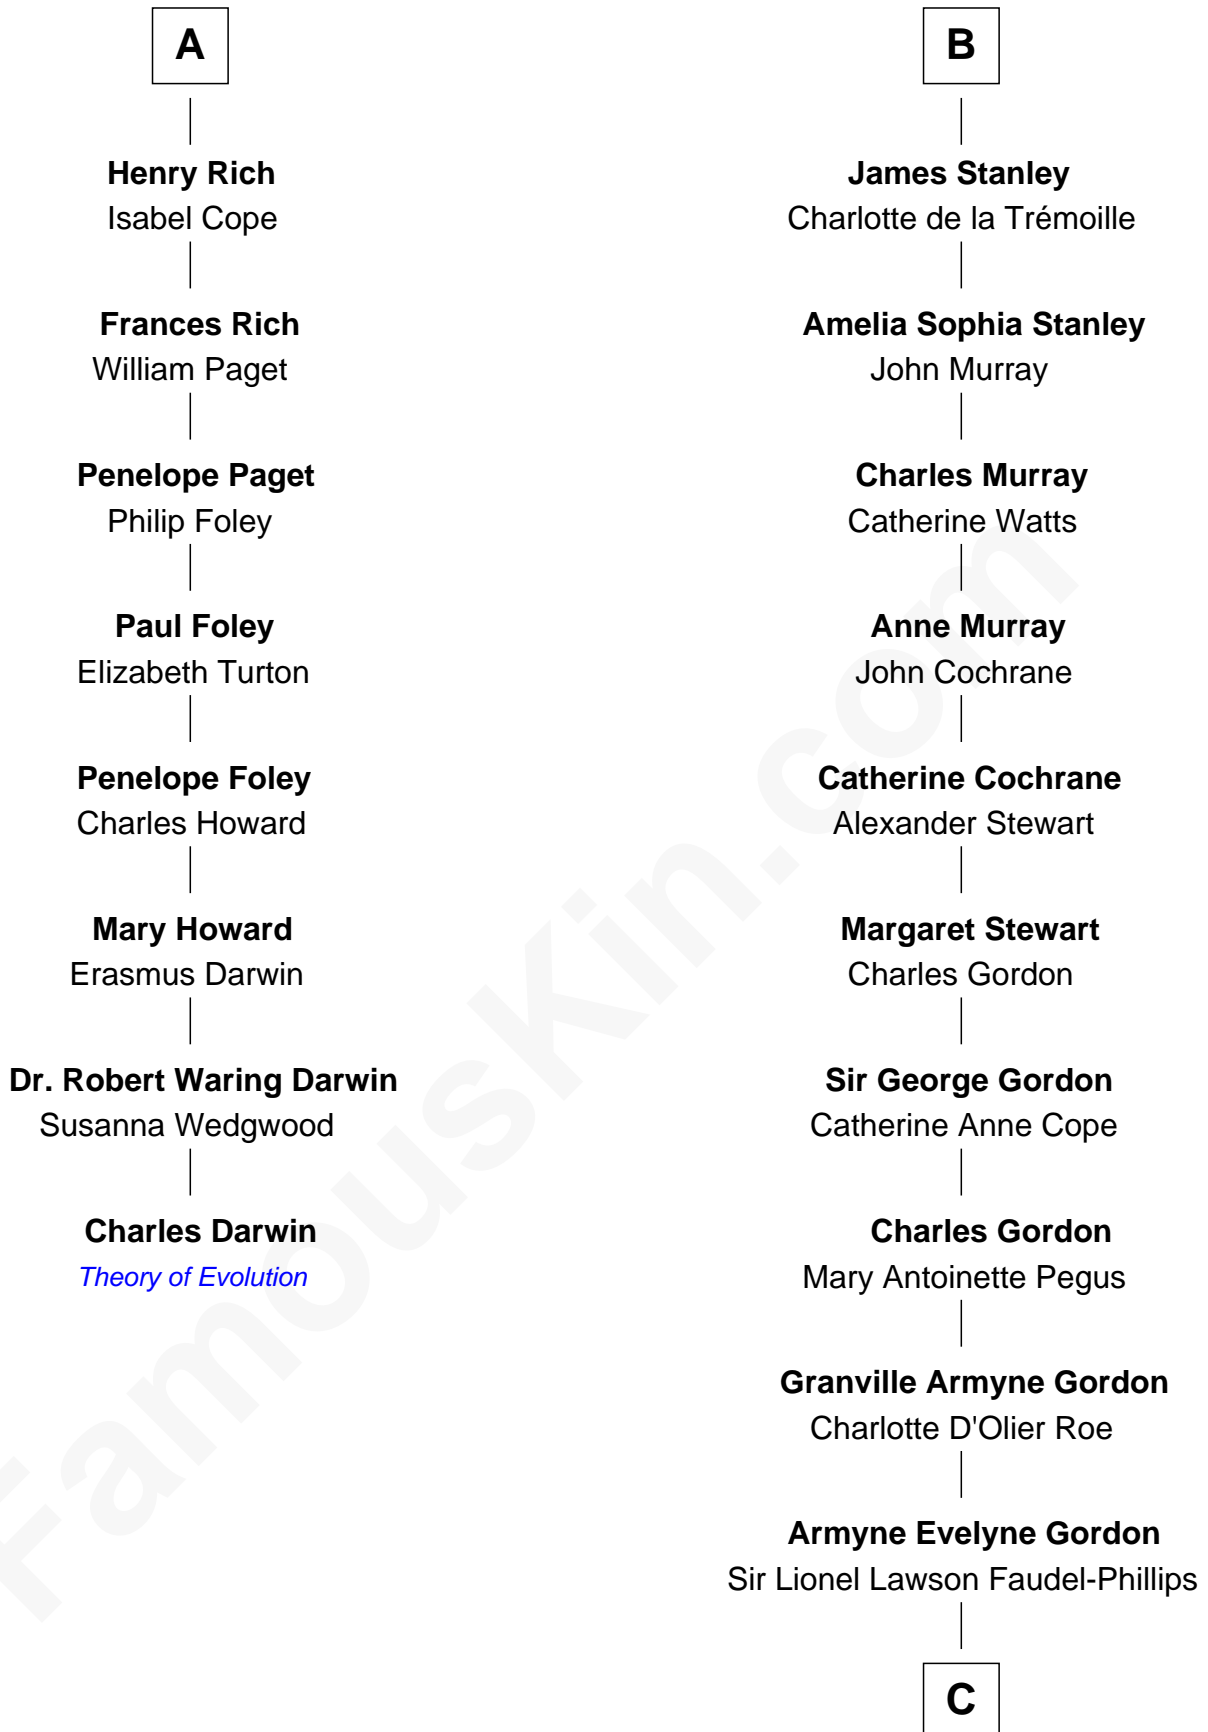 A
Henry Rich
Isabel Cope
Frances Rich
William Paget
Penelope Paget
Philip Foley
Paul Foley
Elizabeth Turton
Penelope Foley
Charles Howard
Mary Howard
Erasmus Darwin
Dr. Robert Waring Darwin
Susanna Wedgwood
Charles Darwin
Theory of Evolution
B
James Stanley
Charlotte de la Trémoille
Amelia Sophia Stanley
John Murray
Charles Murray
Catherine Watts
Anne Murray
John Cochrane
Catherine Cochrane
Alexander Stewart
Margaret Stewart
Charles Gordon
Sir George Gordon
Catherine Anne Cope
Charles Gordon
Mary Antoinette Pegus
Granville Armyne Gordon
Charlotte D'Olier Roe
Armyne Evelyne Gordon
Sir Lionel Lawson Faudel-Phillips
C
FamousKin.com